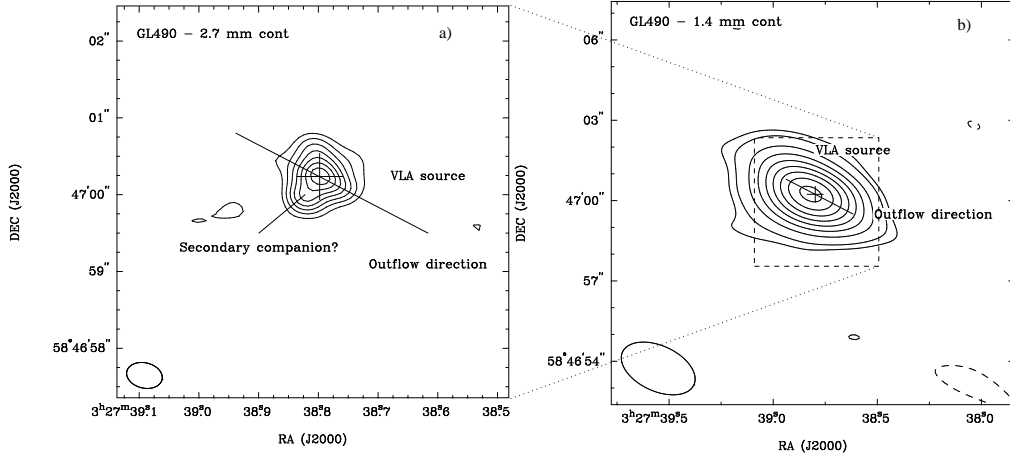 GL490 – 2.7 mm cont
a)
02"
01"
47'00"
59"
58°46'58"
DEC (J2000)
VLA source
Secondary companion?
Outflow direction
3h27m39s.1
39s.0
38s.9
38s.8
38s.7
38s.6
38s.5
RA (J2000)
GL490 – 1.4 mm cont
b)
06"
03"
47'00"
57"
58°46'54"
DEC (J2000)
VLA source
Outflow direction
3h27m39s.5
39s.0
38s.5
38s.0
RA (J2000)